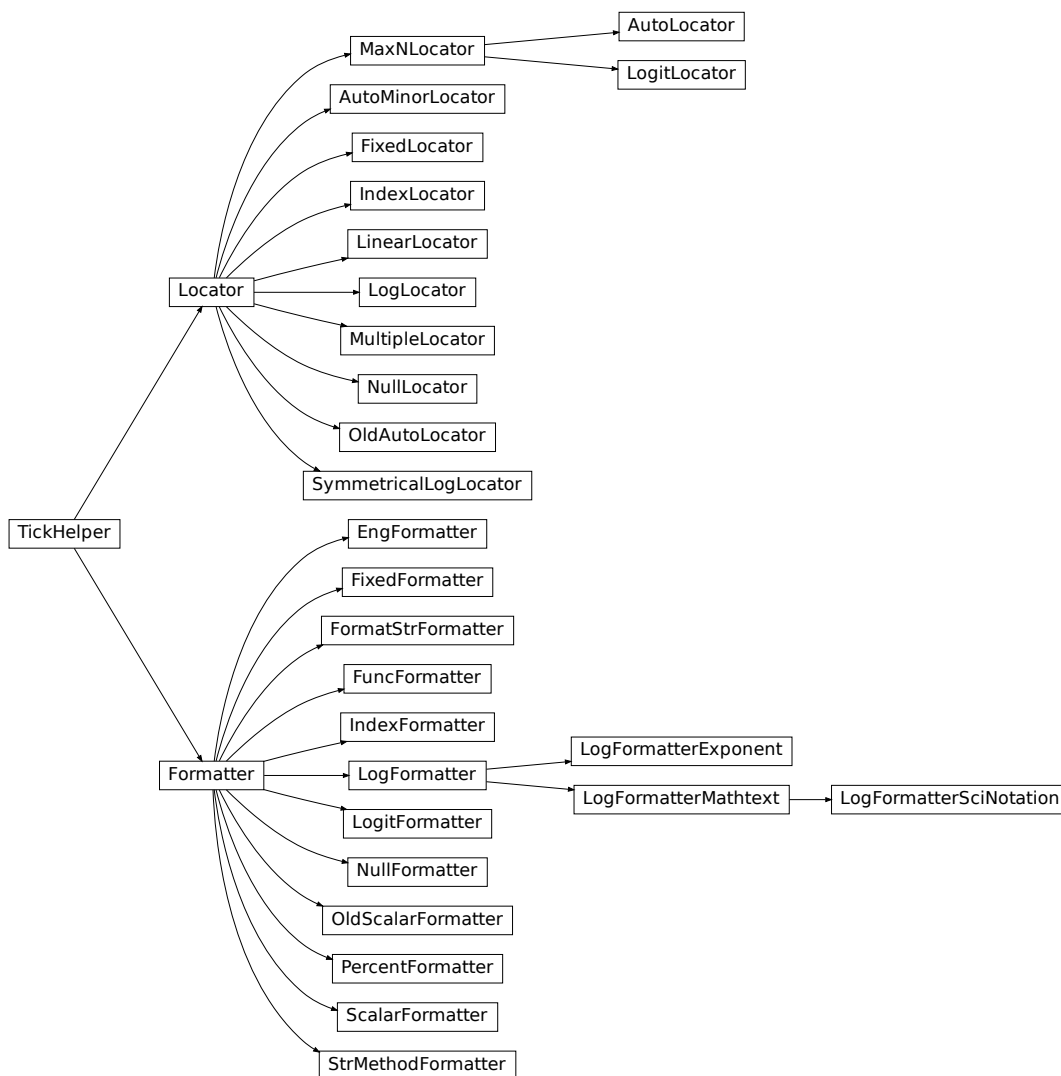 AutoLocator
MaxNLocator
LogitLocator
AutoMinorLocator
FixedLocator
IndexLocator
LinearLocator
Locator
LogLocator
MultipleLocator
NullLocator
OldAutoLocator
SymmetricalLogLocator
TickHelper
EngFormatter
FixedFormatter
FormatStrFormatter
FuncFormatter
IndexFormatter
LogFormatterExponent
Formatter
LogFormatter
LogFormatterMathtext
LogFormatterSciNotation
LogitFormatter
NullFormatter
OldScalarFormatter
PercentFormatter
ScalarFormatter
StrMethodFormatter